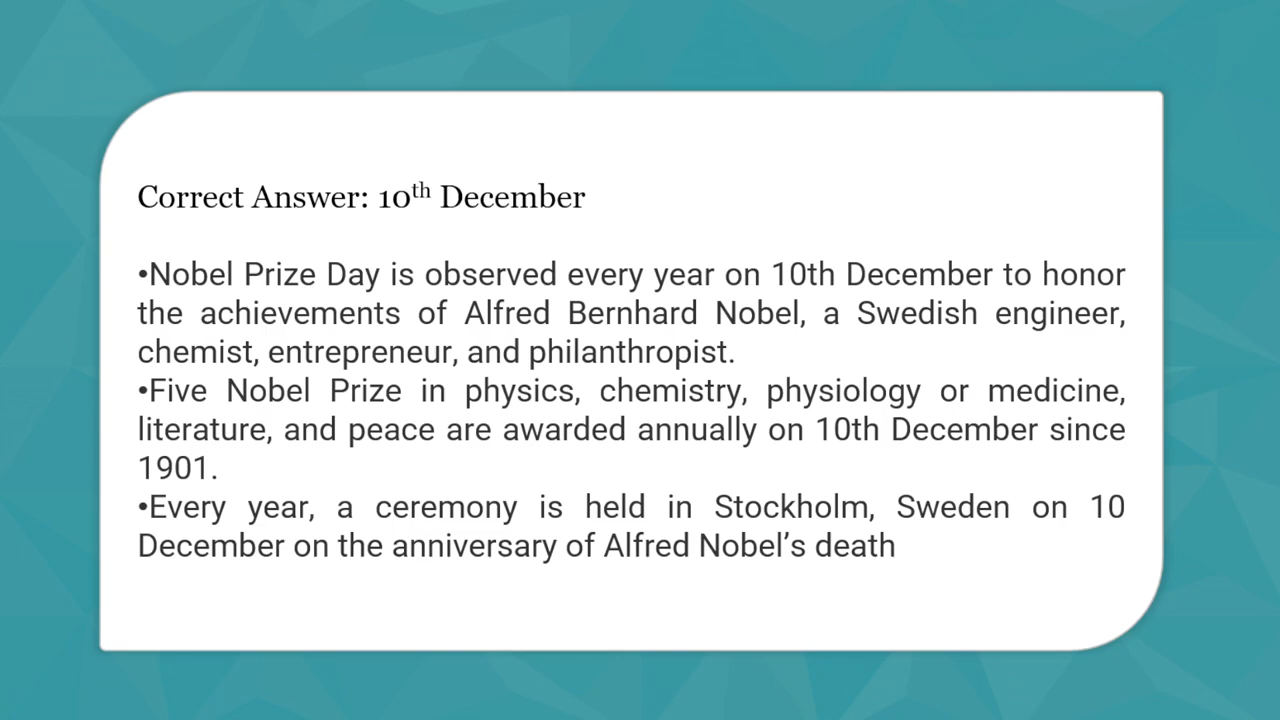 Correct Answer: 10th December
•Nobel Prize Day is observed every year on 10th December to honor
the achievements of Alfred Bernhard Nobel, a Swedish engineer,
chemist, entrepreneur, and philanthropist.
•Five Nobel Prize in physics, chemistry, physiology or medicine,
literature, and peace are awarded annually on 10th December since
1901.
•Every year, a ceremony is held in Stockholm, Sweden on 10
December on the anniversary of Alfred Nobel’s death